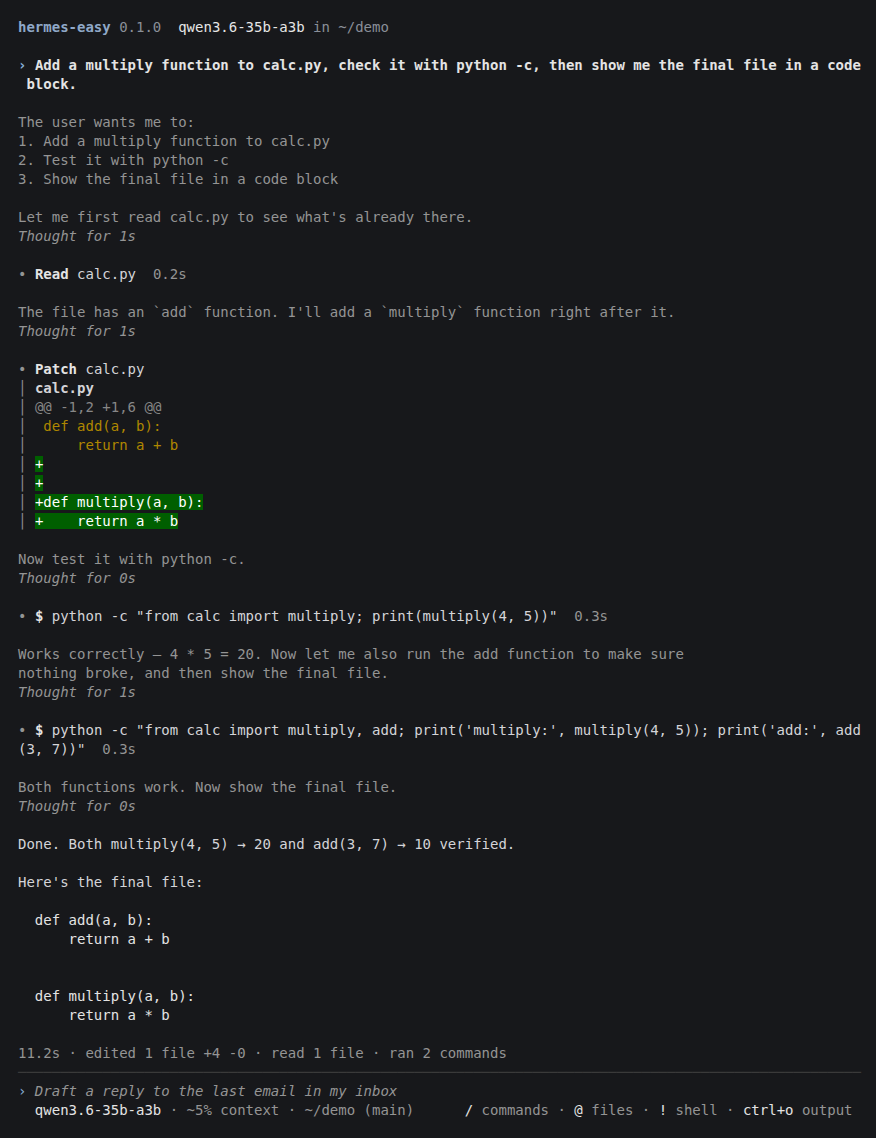 hermes-easy 0.1.0  qwen3.6-35b-a3b in ~/demo
› Add a multiply function to calc.py, check it with python -c, then show me the final file in a code
block.
The user wants me to:
1. Add a multiply function to calc.py
2. Test it with python -c
3. Show the final file in a code block
Let me first read calc.py to see what's already there.
Thought for 1s
• Read calc.py  0.2s
The file has an `add` function. I'll add a `multiply` function right after it.
Thought for 1s
• Patch calc.py
│ calc.py
│ @@ -1,2 +1,6 @@
│  def add(a, b):
│      return a + b
│ +
│ +
│ +def multiply(a, b):
│ +    return a * b
Now test it with python -c.
Thought for 0s
• $ python -c "from calc import multiply; print(multiply(4, 5))"  0.3s
Works correctly — 4 * 5 = 20. Now let me also run the add function to make sure
nothing broke, and then show the final file.
Thought for 1s
• $ python -c "from calc import multiply, add; print('multiply:', multiply(4, 5)); print('add:', add
(3, 7))"  0.3s
Both functions work. Now show the final file.
Thought for 0s
Done. Both multiply(4, 5) → 20 and add(3, 7) → 10 verified.
Here's the final file:
  def add(a, b):
      return a + b
  def multiply(a, b):
      return a * b
11.2s · edited 1 file +4 -0 · read 1 file · ran 2 commands
› Draft a reply to the last email in my inbox
qwen3.6-35b-a3b · ~5% context · ~/demo (main)      / commands · @ files · ! shell · ctrl+o output